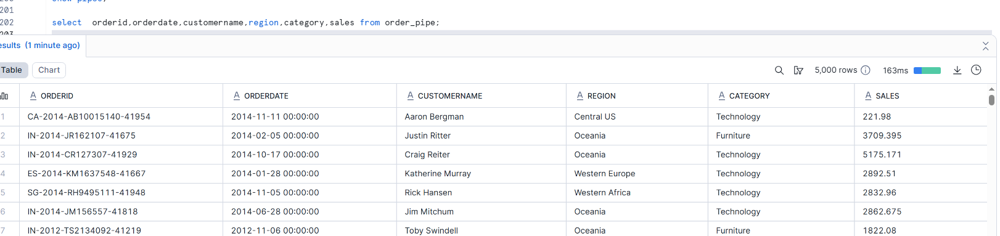 201
202 select orderid,orderdate,customername,region,category,sales from order_pipe;
esults (1 minute ago)
Table Chart 5,000 rows 163ms
ORDERID ORDERDATE CUSTOMERNAME REGION CATEGORY SALES
1 CA-2014-AB10015140-41954 2014-11-11 00:00:00 Aaron Bergman Central US Technology 221.98
2 IN-2014-JR162107-41675 2014-02-05 00:00:00 Justin Ritter Oceania Furniture 3709.395
3 IN-2014-CR127307-41929 2014-10-17 00:00:00 Craig Reiter Oceania Technology 5175.171
4 ES-2014-KM1637548-41667 2014-01-28 00:00:00 Katherine Murray Western Europe Technology 2892.51
5 SG-2014-RH9495111-41948 2014-11-05 00:00:00 Rick Hansen Western Africa Technology 2832.96
6 IN-2014-JM156557-41818 2014-06-28 00:00:00 Jim Mitchum Oceania Technology 2862.675
7 IN-2012-TS2134092-41219 2012-11-06 00:00:00 Toby Swindell Oceania Furniture 1822.08